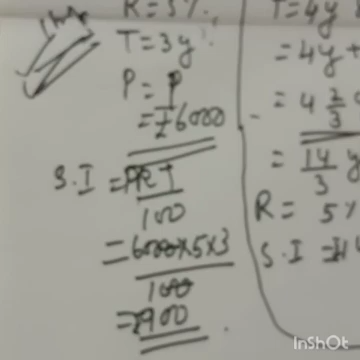 R = 5%
T = 3y
P = P
= ₹6000
S.I = PRT
100
= 6000×5×3
100
= 900
T = 4y
= 4y +
= 4 2/3
= 14/3 y
R = 5%
S.I =
InShOt